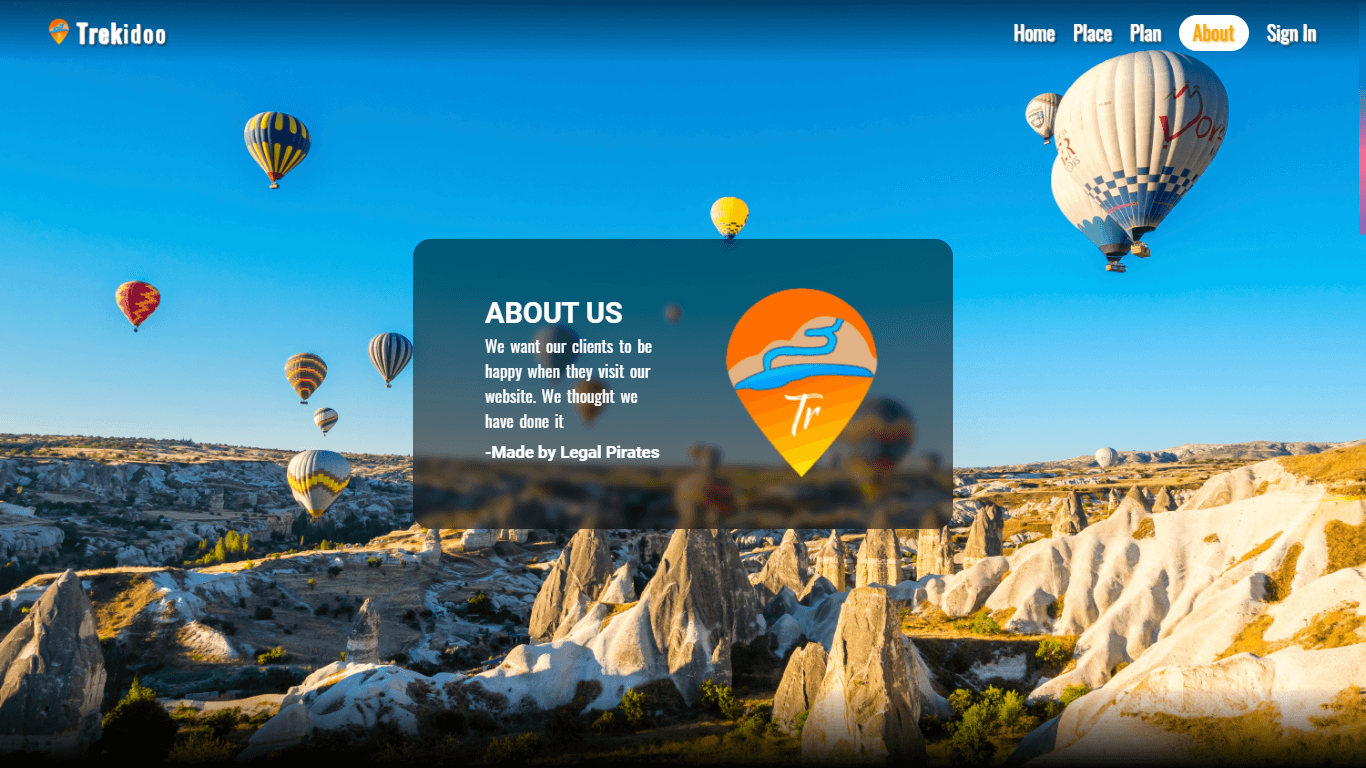 Trekidoo
Home Place Plan About Sign In
ABOUT US
We want our clients to be
happy when they visit our
website. We thought we
have done it
-Made by Legal Pirates
Tr